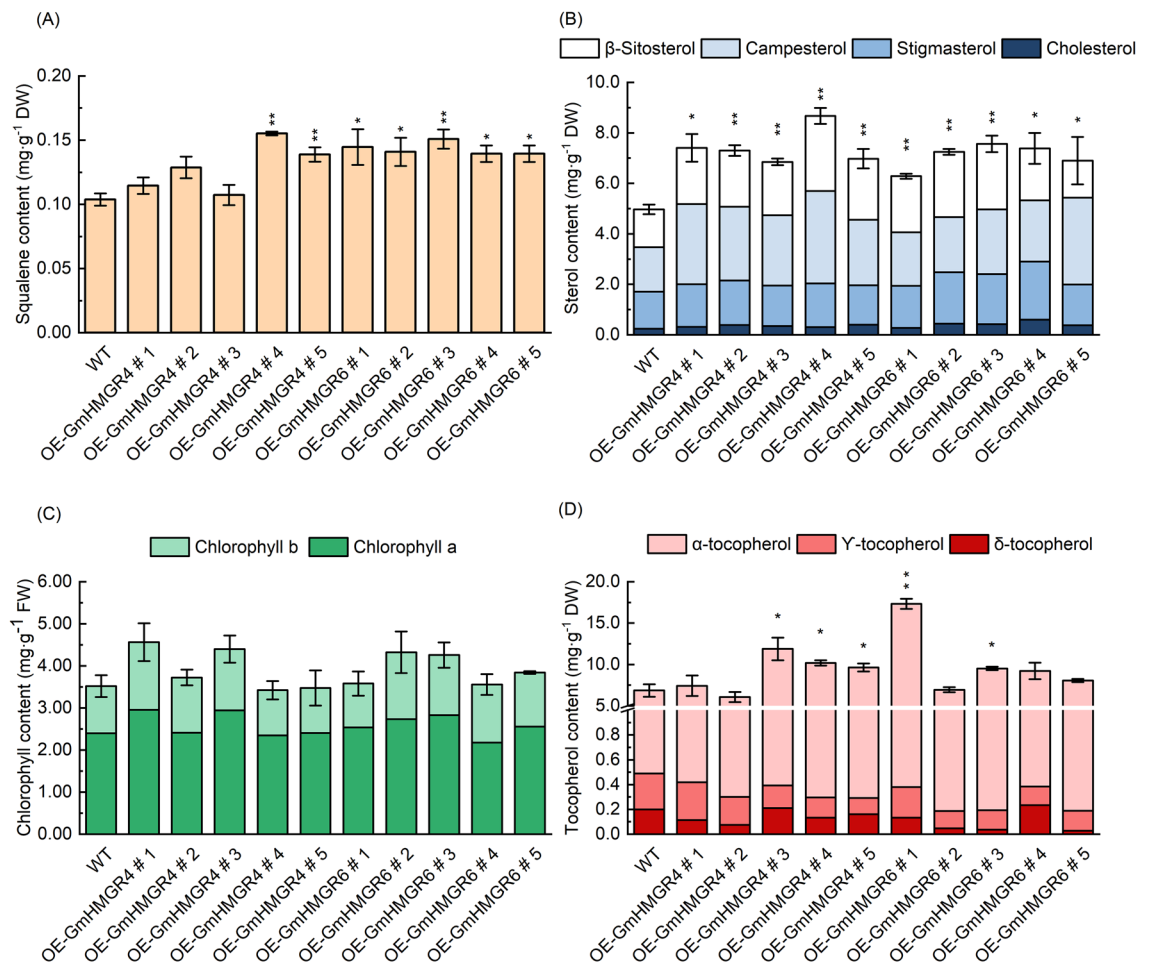 (A)
Squalene content (mg·g⁻¹ DW)
0.20
0.15
0.10
0.05
0.00
** ** * * ** * *
WT
OE-GmHMGR4 # 1
OE-GmHMGR4 # 2
OE-GmHMGR4 # 3
OE-GmHMGR4 # 4
OE-GmHMGR4 # 5
OE-GmHMGR6 # 1
OE-GmHMGR6 # 2
OE-GmHMGR6 # 3
OE-GmHMGR6 # 4
OE-GmHMGR6 # 5
(B)
β-Sitosterol Campesterol Stigmasterol Cholesterol
Sterol content (mg·g⁻¹ DW)
10.0
8.0
6.0
4.0
2.0
0.0
* ** ** ** ** ** ** ** * *
WT
OE-GmHMGR4 # 1
OE-GmHMGR4 # 2
OE-GmHMGR4 # 3
OE-GmHMGR4 # 4
OE-GmHMGR4 # 5
OE-GmHMGR6 # 1
OE-GmHMGR6 # 2
OE-GmHMGR6 # 3
OE-GmHMGR6 # 4
OE-GmHMGR6 # 5
(C)
Chlorophyll b Chlorophyll a
Chlorophyll content (mg·g⁻¹ FW)
6.00
5.00
4.00
3.00
2.00
1.00
0.00
WT
OE-GmHMGR4 # 1
OE-GmHMGR4 # 2
OE-GmHMGR4 # 3
OE-GmHMGR4 # 4
OE-GmHMGR4 # 5
OE-GmHMGR6 # 1
OE-GmHMGR6 # 2
OE-GmHMGR6 # 3
OE-GmHMGR6 # 4
OE-GmHMGR6 # 5
(D)
α-tocopherol ϒ-tocopherol δ-tocopherol
Tocopherol content (mg·g⁻¹ DW)
20.0
15.0
10.0
5.0
0.8
0.6
0.4
0.2
0.0
* * * ** *
WT
OE-GmHMGR4 # 1
OE-GmHMGR4 # 2
OE-GmHMGR4 # 3
OE-GmHMGR4 # 4
OE-GmHMGR4 # 5
OE-GmHMGR6 # 1
OE-GmHMGR6 # 2
OE-GmHMGR6 # 3
OE-GmHMGR6 # 4
OE-GmHMGR6 # 5